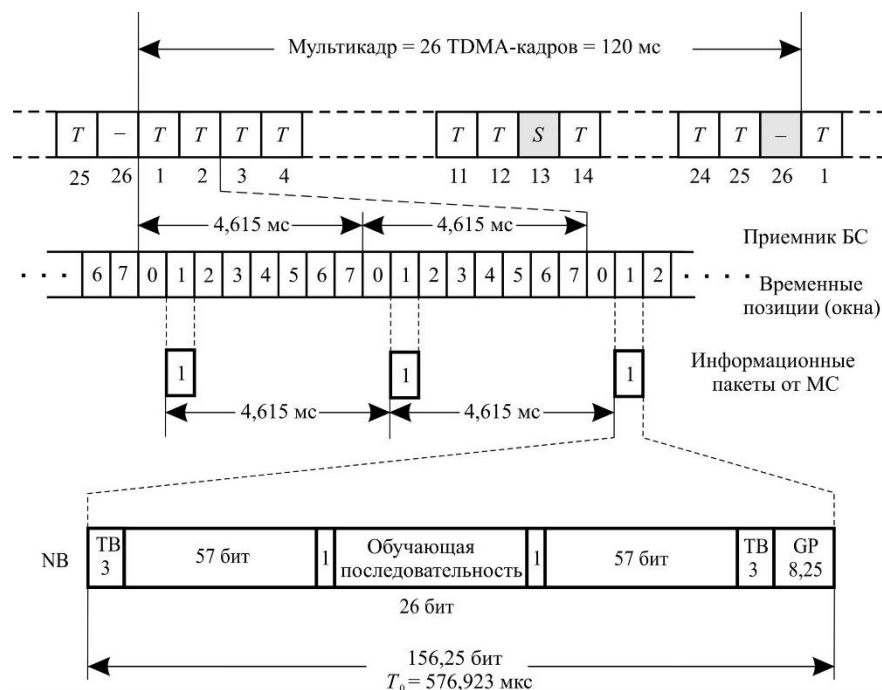 Мультикадр = 26 TDMA-кадров = 120 мс
T – T T T T T T S T T T – T
25 26 1 2 3 4 11 12 13 14 24 25 26 1
4,615 мс 4,615 мс
Приемник БС
· · · 6 7 0 1 2 3 4 5 6 7 0 1 2 3 4 5 6 7 0 1 2 · · · ·
Временные
позиции (окна)
1 1 1
Информационные
пакеты от МС
4,615 мс 4,615 мс
NB
ТВ
3
57 бит
1
Обучающая
последовательность
1
57 бит
ТВ
3
GP
8,25
26 бит
156,25 бит
T₀ = 576,923 мкс